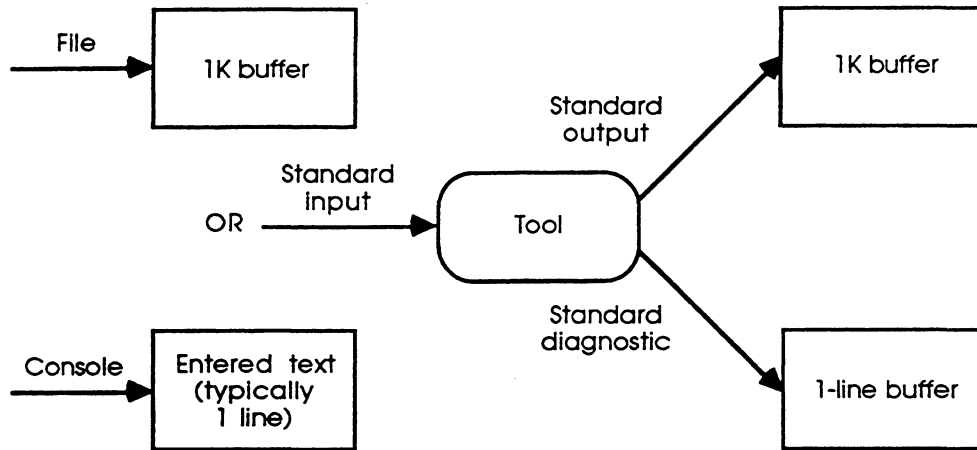 File
1K buffer
1K buffer
Standard
output
Standard
input
OR
Tool
Standard
diagnostic
Console
Entered text
(typically
1 line)
1-line buffer